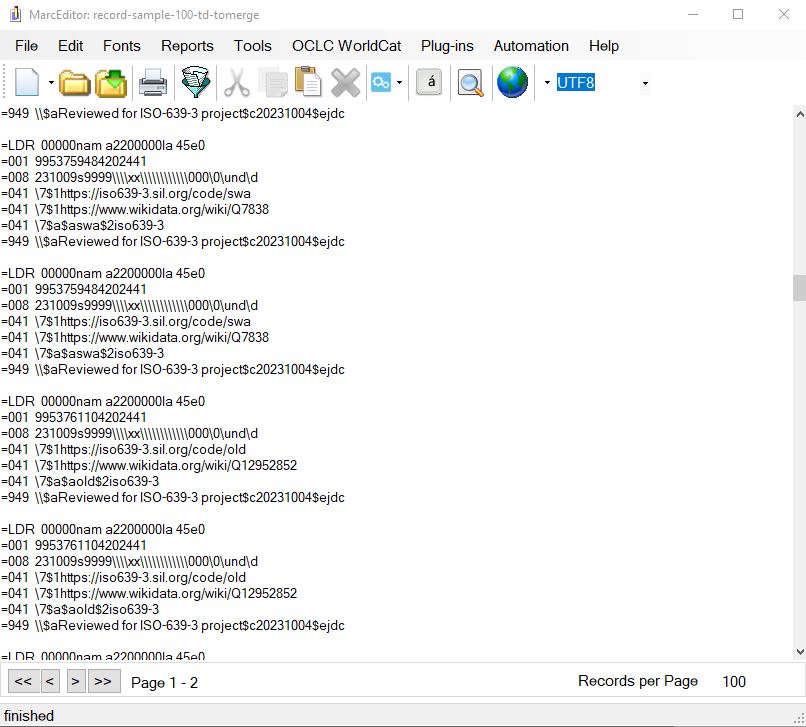 MarcEditor: record-sample-100-td-tomerge
File Edit Fonts Reports Tools OCLC WorldCat Plug-ins Automation Help
á UTF8
=949 \\$aReviewed for ISO-639-3 project$c20231004$ejdc
=LDR 00000nam a2200000Ia 45e0
=001 9953759484202441
=008 231009s9999\\\\xx\\\\\\\\\\\\000\0\und\d
=041 \7$1https://iso639-3.sil.org/code/swa
=041 \7$1https://www.wikidata.org/wiki/Q7838
=041 \7$a$aswa$2iso639-3
=949 \\$aReviewed for ISO-639-3 project$c20231004$ejdc
=LDR 00000nam a2200000Ia 45e0
=001 9953759484202441
=008 231009s9999\\\\xx\\\\\\\\\\\\000\0\und\d
=041 \7$1https://iso639-3.sil.org/code/swa
=041 \7$1https://www.wikidata.org/wiki/Q7838
=041 \7$a$aswa$2iso639-3
=949 \\$aReviewed for ISO-639-3 project$c20231004$ejdc
=LDR 00000nam a2200000Ia 45e0
=001 9953761104202441
=008 231009s9999\\\\xx\\\\\\\\\\\\000\0\und\d
=041 \7$1https://iso639-3.sil.org/code/old
=041 \7$1https://www.wikidata.org/wiki/Q12952852
=041 \7$a$aold$2iso639-3
=949 \\$aReviewed for ISO-639-3 project$c20231004$ejdc
=LDR 00000nam a2200000Ia 45e0
=001 9953761104202441
=008 231009s9999\\\\xx\\\\\\\\\\\\000\0\und\d
=041 \7$1https://iso639-3.sil.org/code/old
=041 \7$1https://www.wikidata.org/wiki/Q12952852
=041 \7$a$aold$2iso639-3
=949 \\$aReviewed for ISO-639-3 project$c20231004$ejdc
=LDR 00000nam a2200000Ia 45e0
<< < > >> Page 1 - 2 Records per Page 100
finished